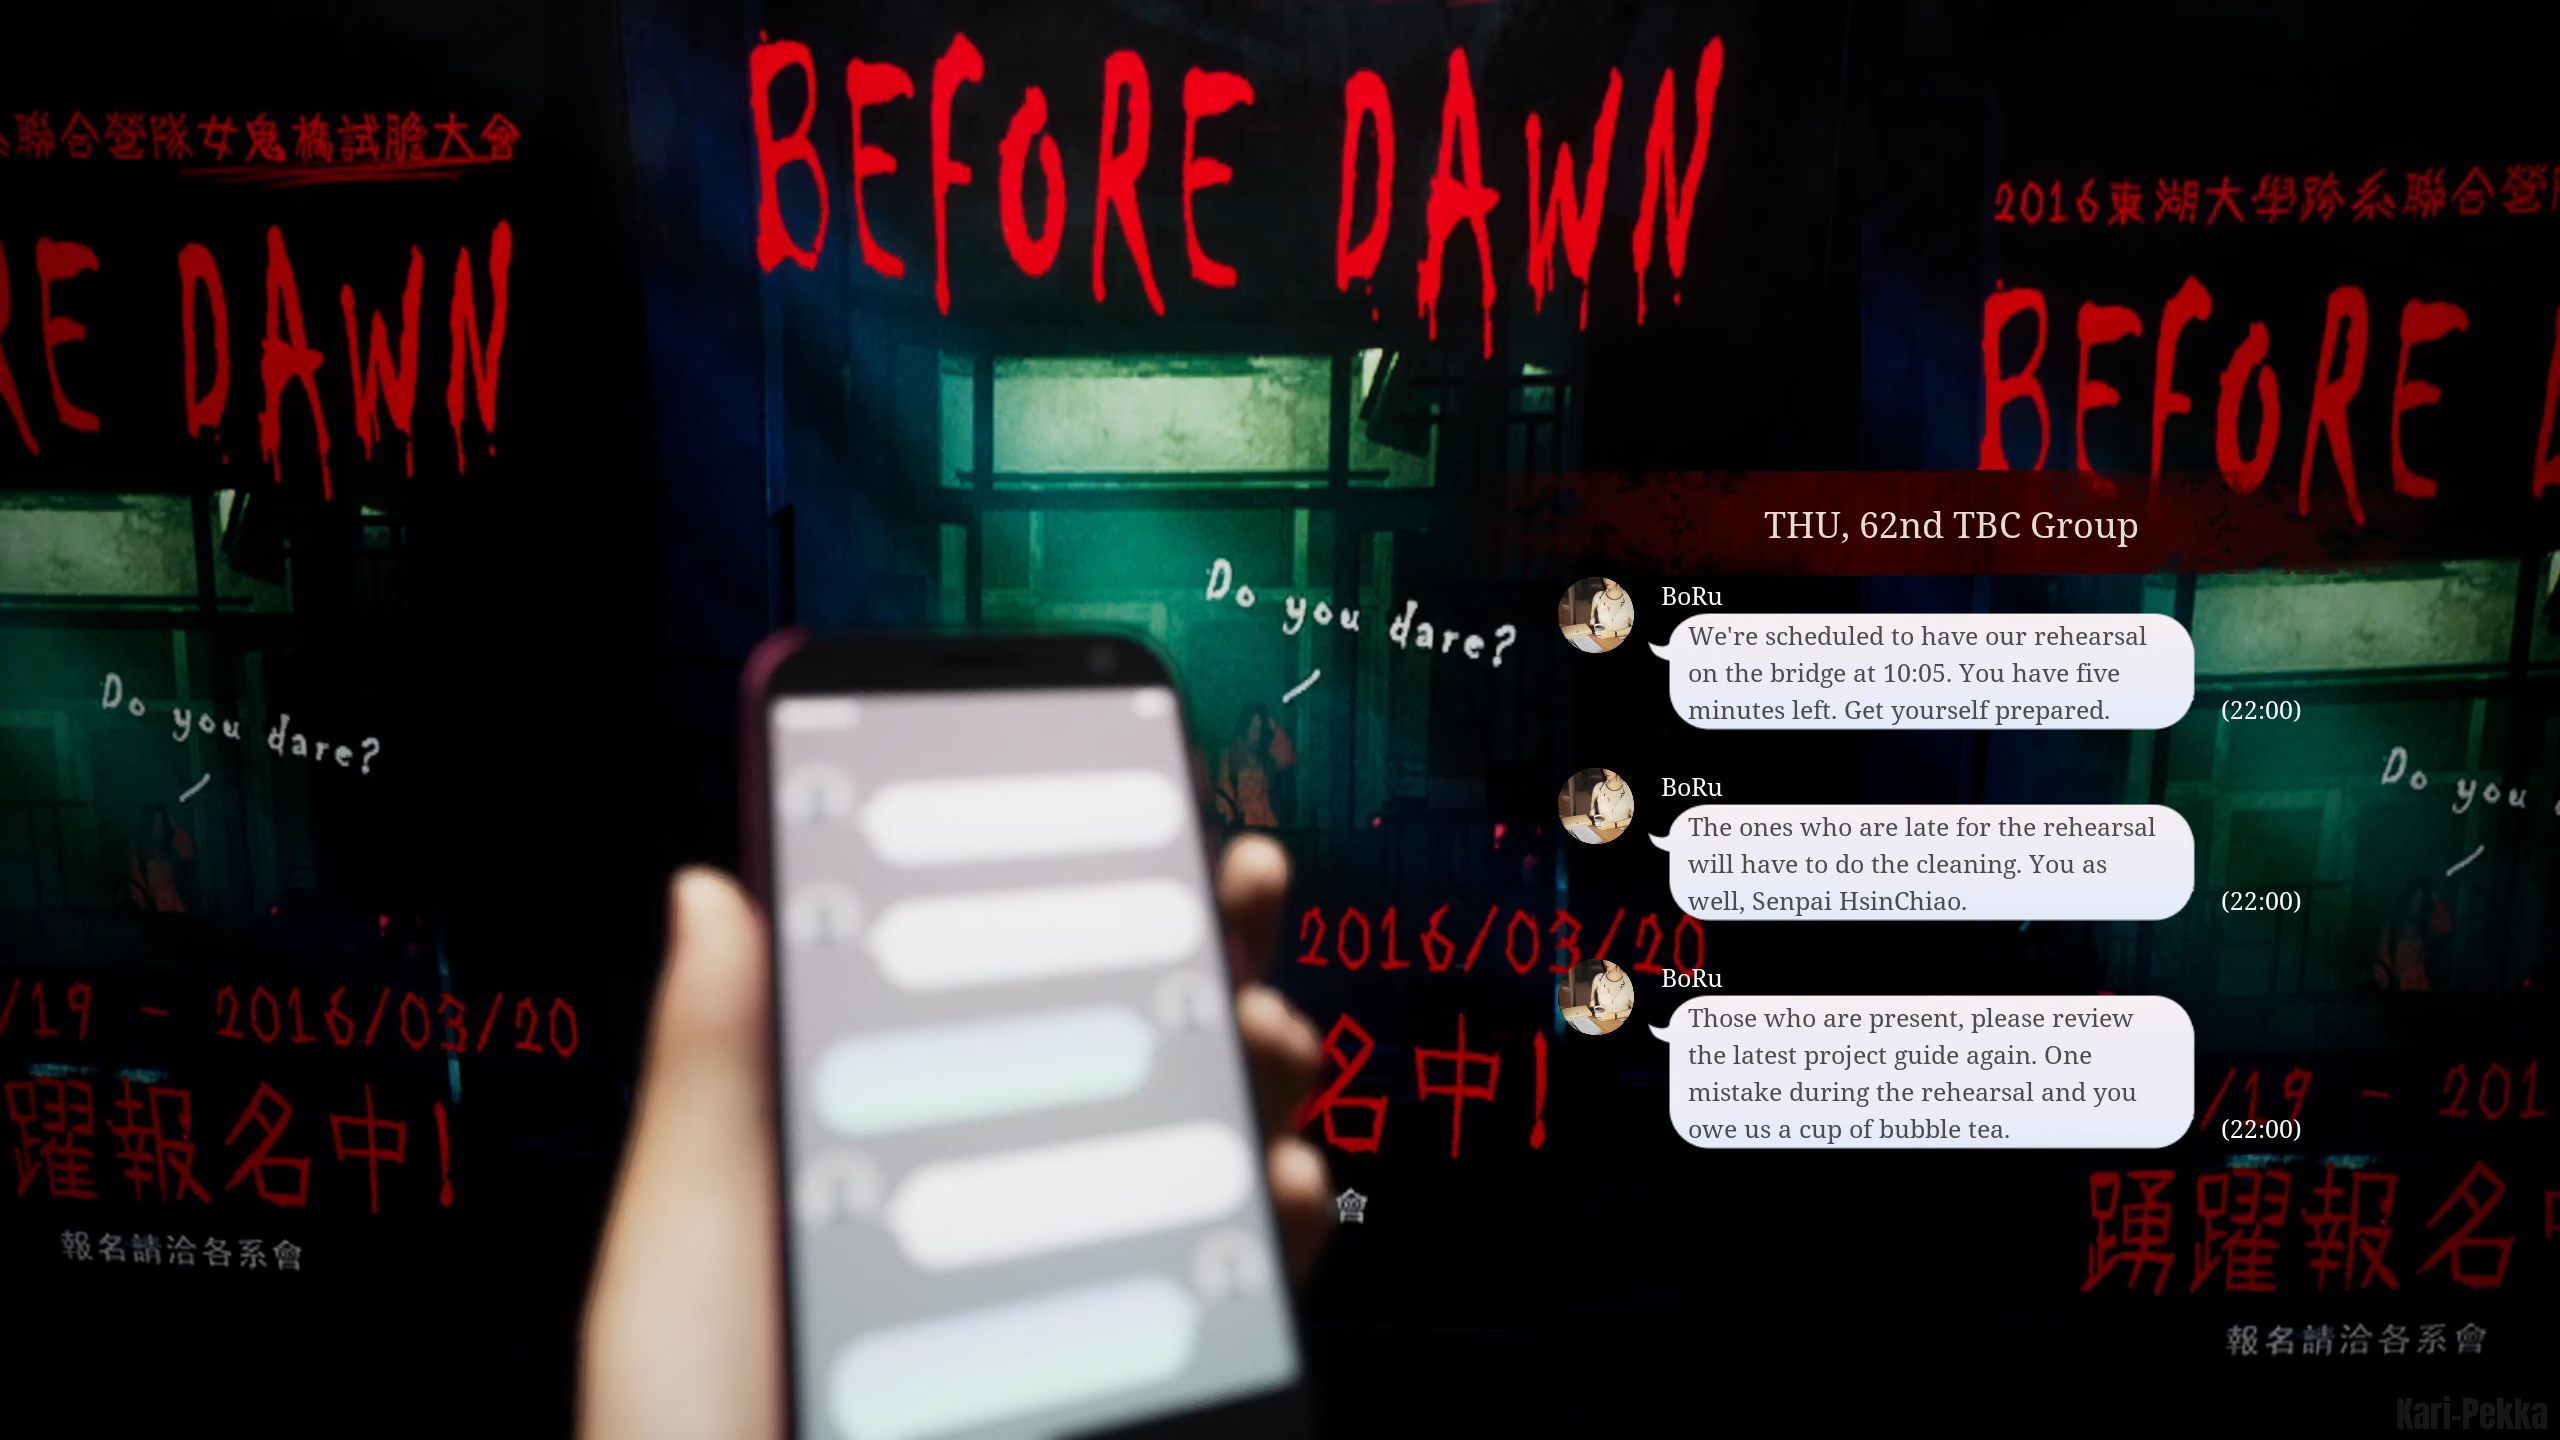 聯合營隊女鬼橋試膽大會
RE DAWN
Do you dare?
/19 - 2016/03/20
躍報名中!
報名請洽各系會
BEFORE DAWN
Do you dare?
2016/03/20
名中!
會
2016東湖大學跨系聯合營
BEFORE
Do you
/19 - 201
踴躍報名
報名請洽各系會
THU, 62nd TBC Group
BoRu
We're scheduled to have our rehearsal
on the bridge at 10:05. You have five
minutes left. Get yourself prepared.
(22:00)
BoRu
The ones who are late for the rehearsal
will have to do the cleaning. You as
well, Senpai HsinChiao.
(22:00)
BoRu
Those who are present, please review
the latest project guide again. One
mistake during the rehearsal and you
owe us a cup of bubble tea.
(22:00)
Kari-Pekka